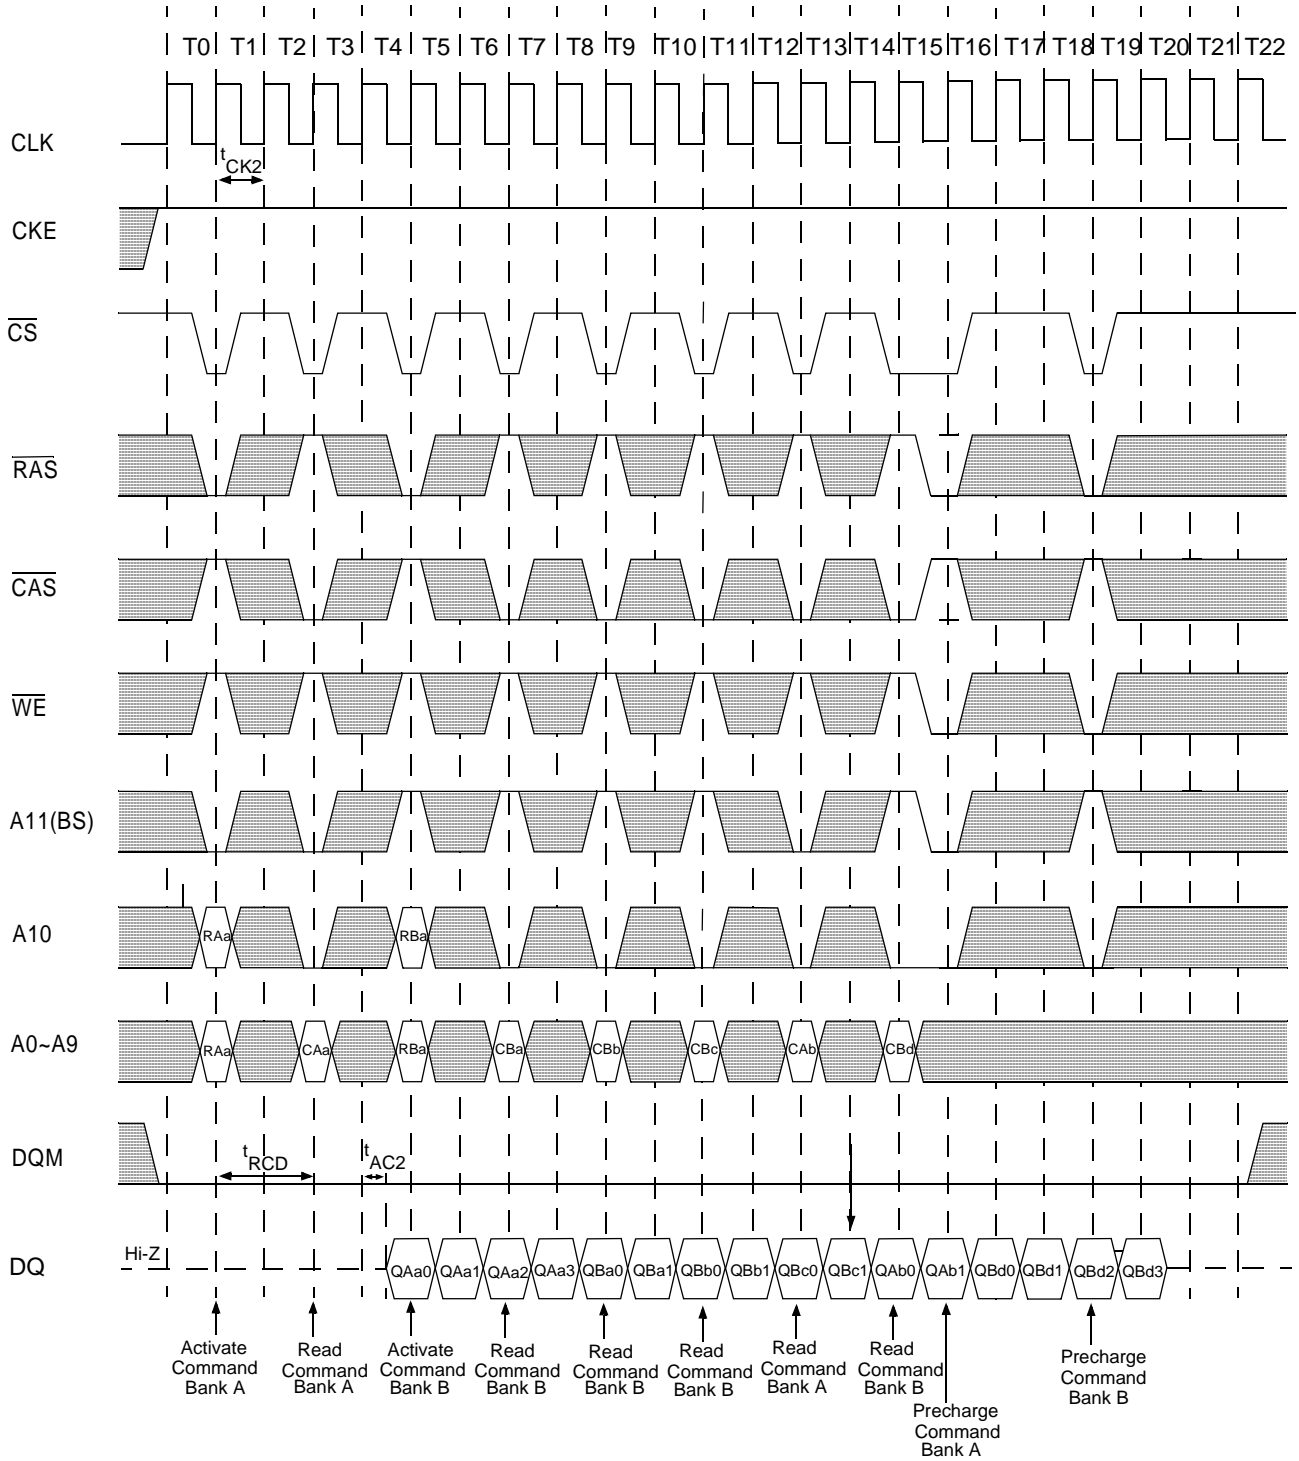 T0 T1 T2 T3 T4 T5 T6 T7 T8 T9 T10 T11 T12 T13 T14 T15 T16 T17 T18 T19 T20 T21 T22
CLK
tCK2
CKE
CS
RAS
CAS
WE
A11(BS)
A10
RAa RBa
A0~A9
RAa CAa RBa CBa CBb CBc CAb CBd
DQM
tRCD
tAC2
DQ
Hi-Z
QAa0 QAa1 QAa2 QAa3 QBa0 QBa1 QBb0 QBb1 QBc0 QBc1 QAb0 QAb1 QBd0 QBd1 QBd2 QBd3
Activate
Command
Bank A
Read
Command
Bank A
Activate
Command
Bank B
Read
Command
Bank B
Read
Command
Bank B
Read
Command
Bank B
Read
Command
Bank A
Read
Command
Bank B
Precharge
Command
Bank A
Precharge
Command
Bank B